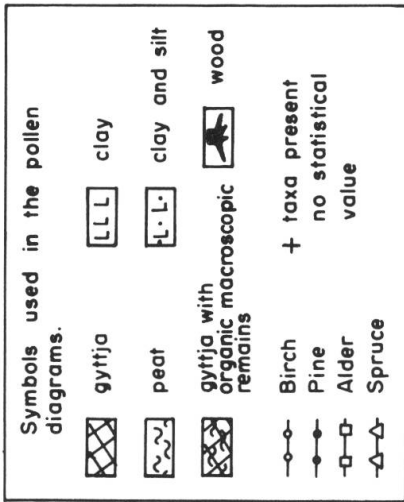 Symbols used in the pollen
diagrams.
gyttja
L L L clay
peat
L· L· clay and silt
gyttja with
organic macroscopic
remains
wood
Birch
Pine
Alder
Spruce
+ taxa present
no statistical
value